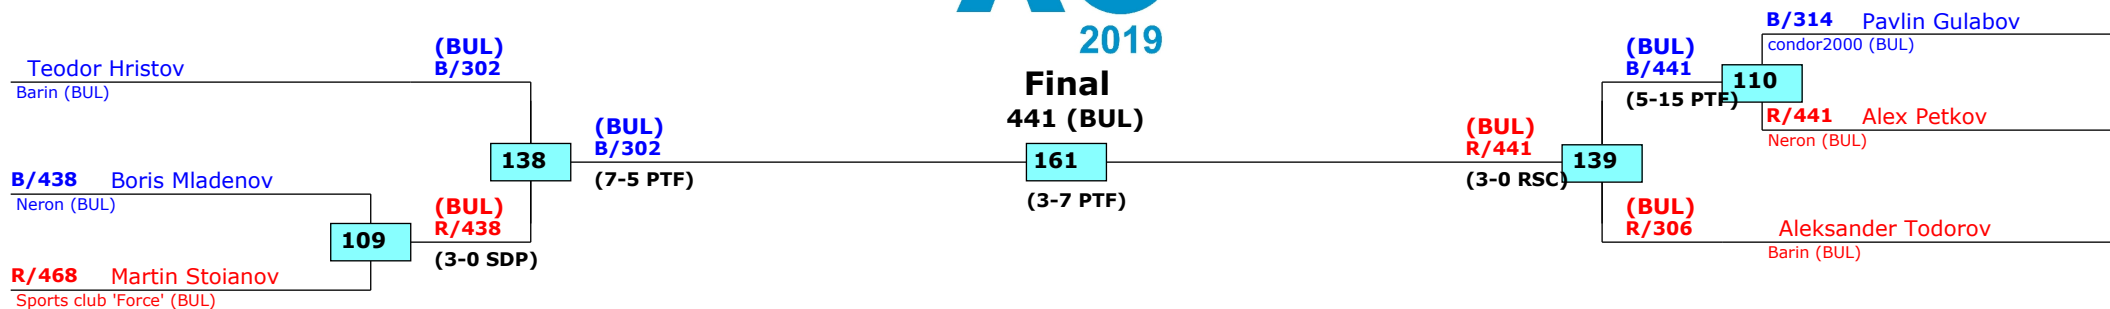 2019
Final
441 (BUL)
161
(3-7 PTF)
Teodor Hristov
Barin (BUL)
(BUL)
B/302
138
(BUL)
B/302
(7-5 PTF)
B/438 Boris Mladenov
Neron (BUL)
109
(BUL)
R/438
(3-0 SDP)
R/468 Martin Stoianov
Sports club 'Force' (BUL)
B/314 Pavlin Gulabov
condor2000 (BUL)
110
(BUL)
B/441
(5-15 PTF)
R/441 Alex Petkov
Neron (BUL)
(BUL)
R/441
(3-0 RSC)
139
(BUL)
R/306
Aleksander Todorov
Barin (BUL)